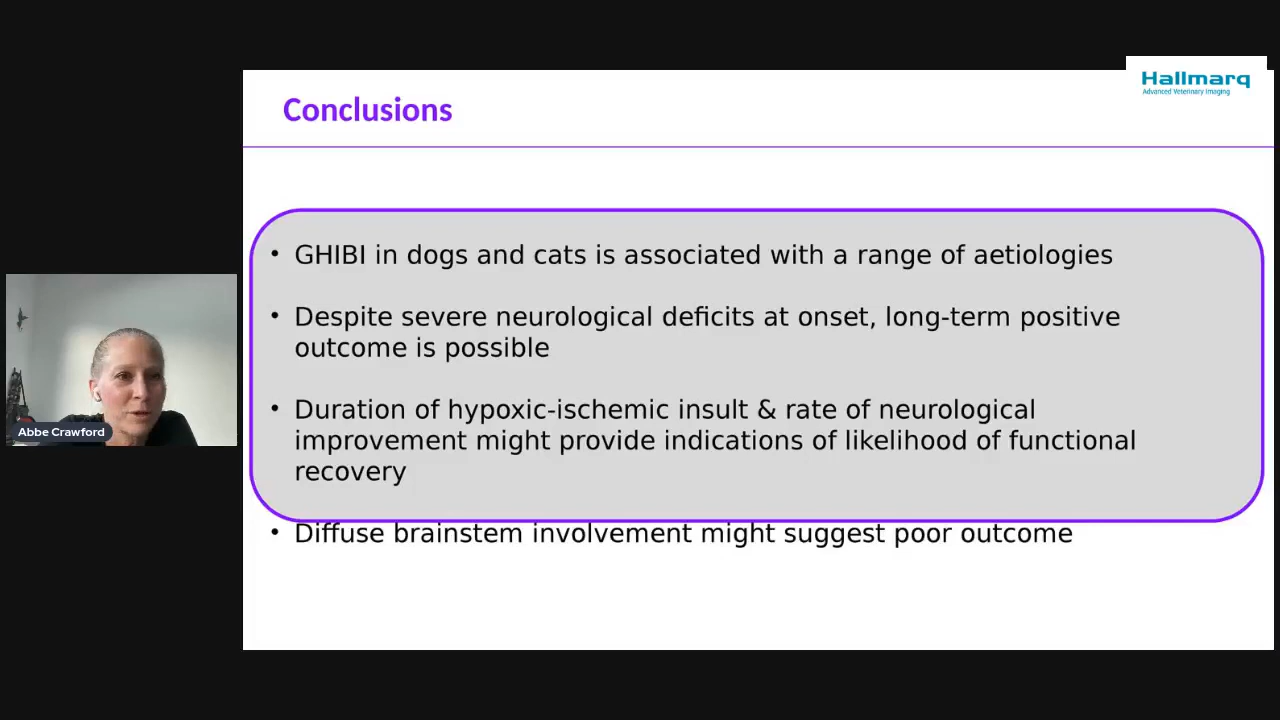 Hallmarq
Advanced Veterinary Imaging
Conclusions
• GHIBI in dogs and cats is associated with a range of aetiologies
• Despite severe neurological deficits at onset, long-term positive
outcome is possible
• Duration of hypoxic-ischemic insult & rate of neurological
improvement might provide indications of likelihood of functional
recovery
• Diffuse brainstem involvement might suggest poor outcome
Abbe Crawford